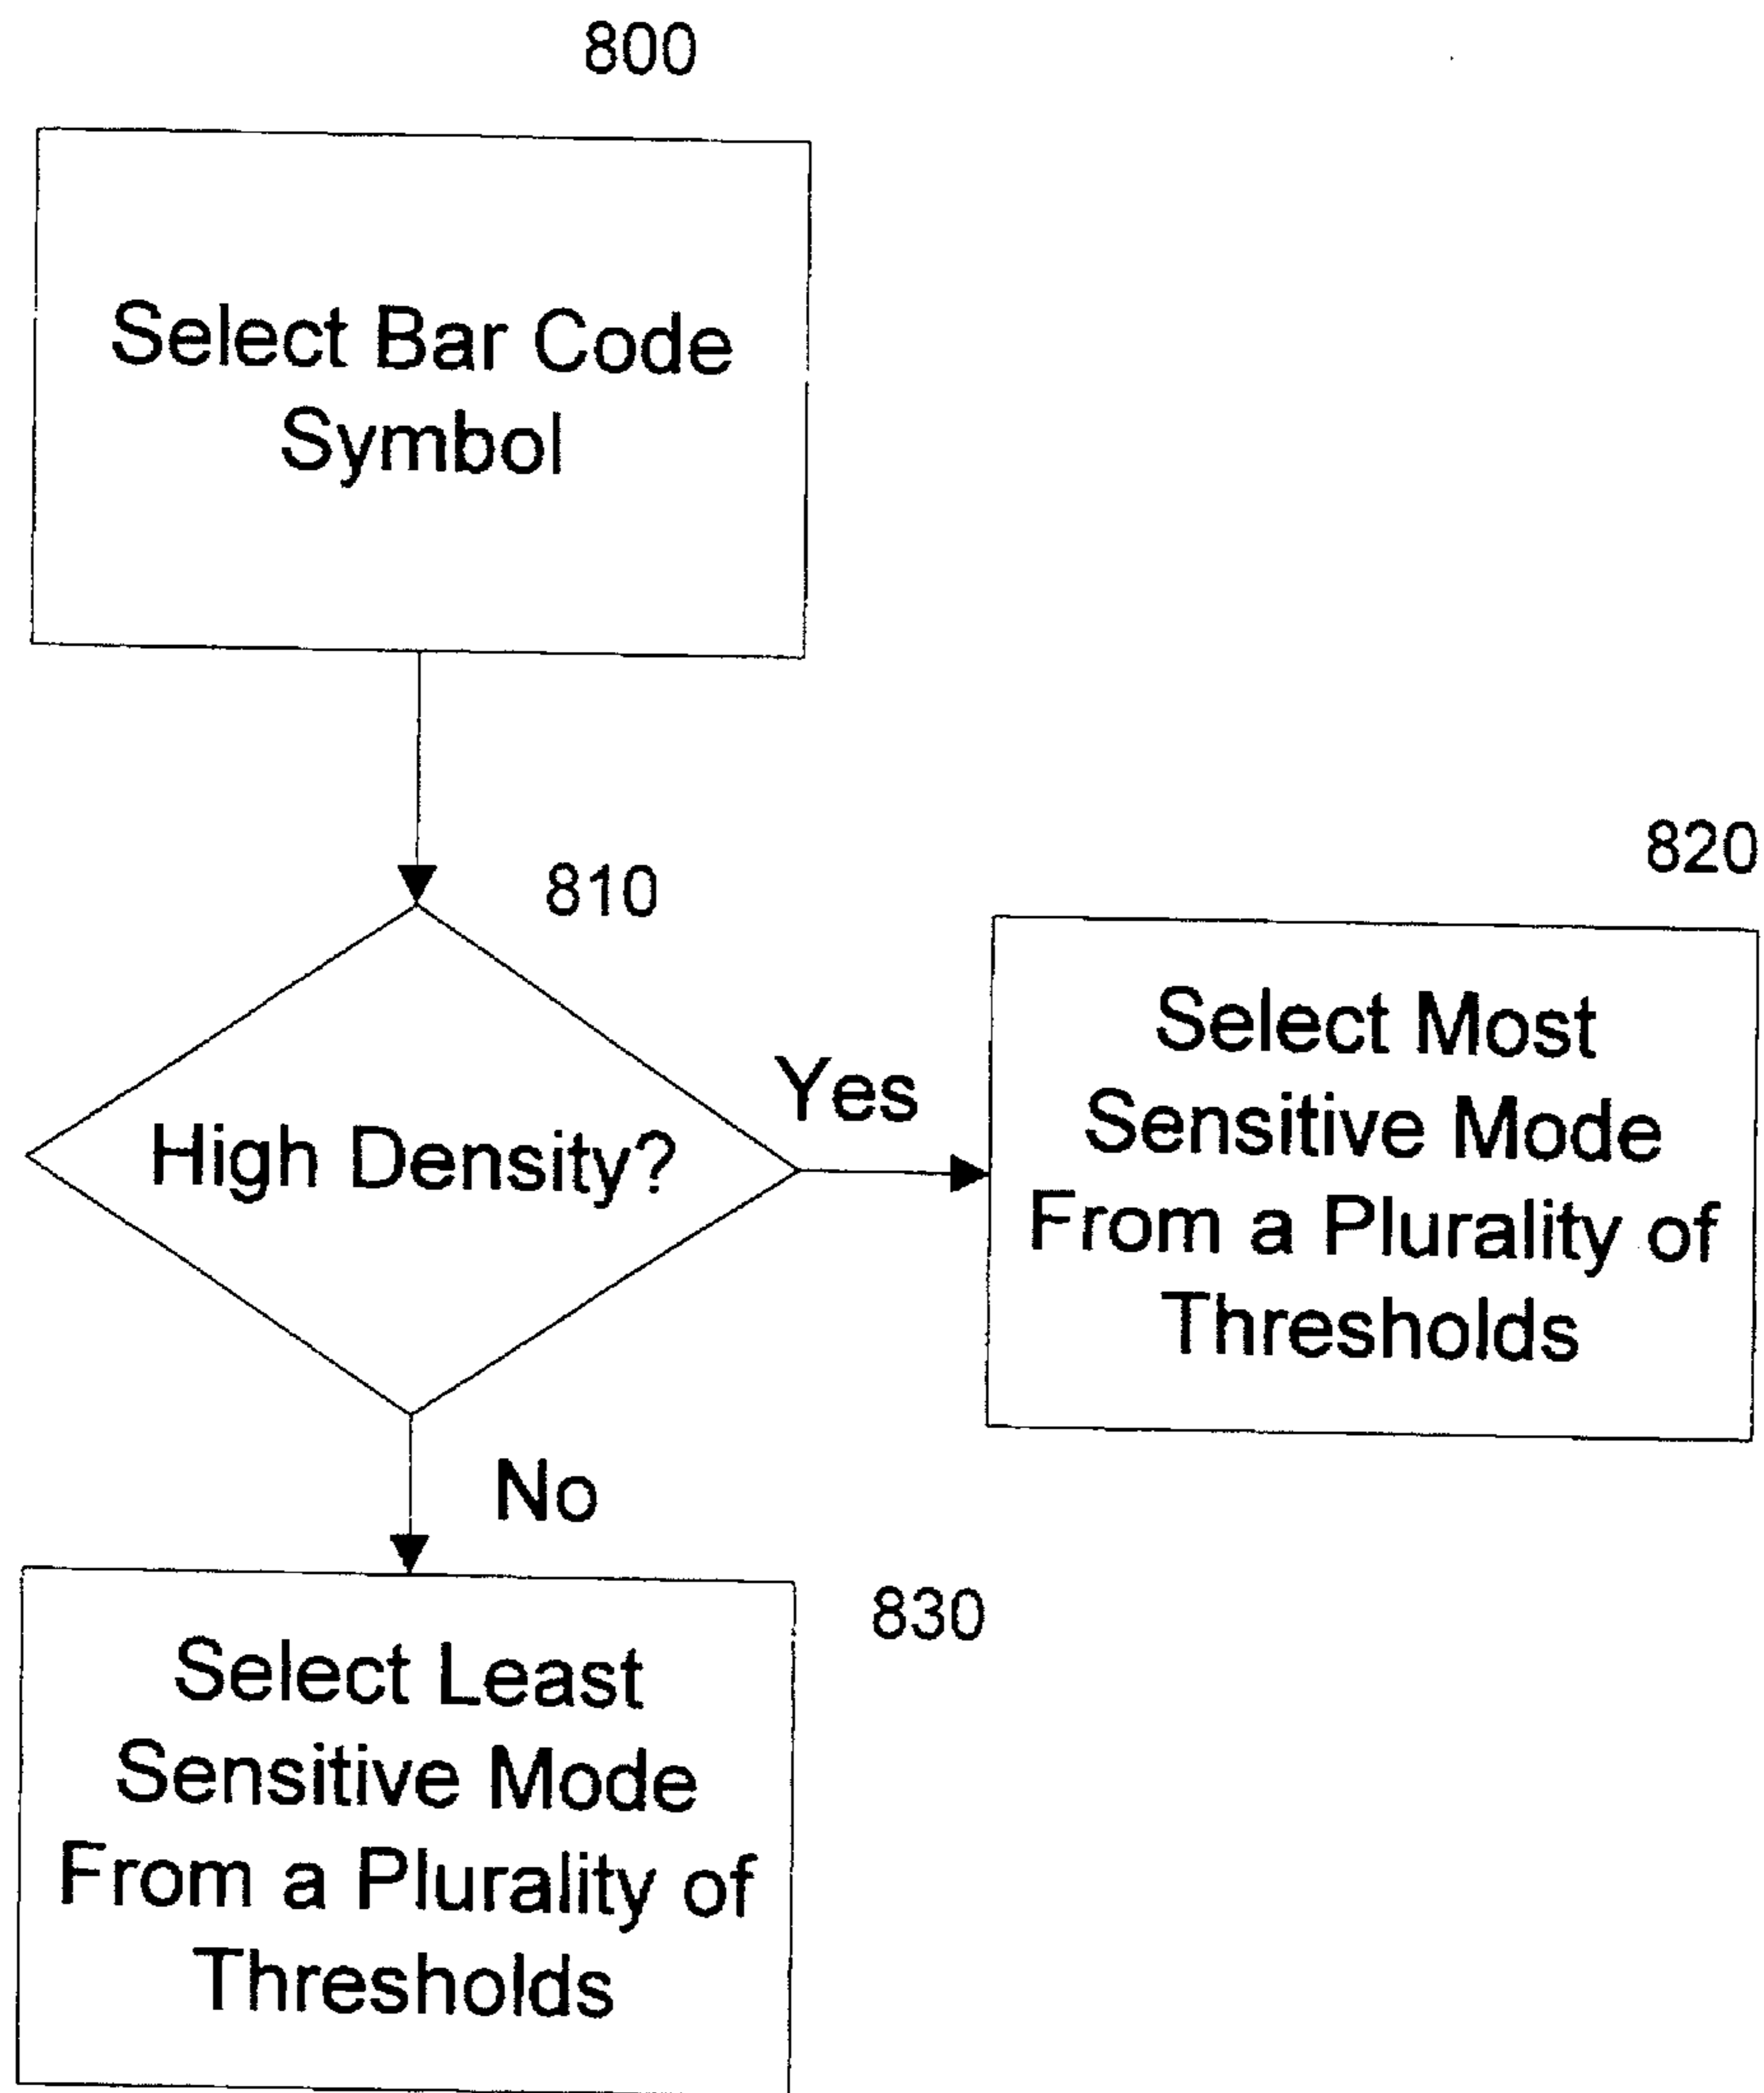 800
Select Bar Code
Symbol
810
High Density?
Yes
820
Select Most
Sensitive Mode
From a Plurality of
Thresholds
No
830
Select Least
Sensitive Mode
From a Plurality of
Thresholds